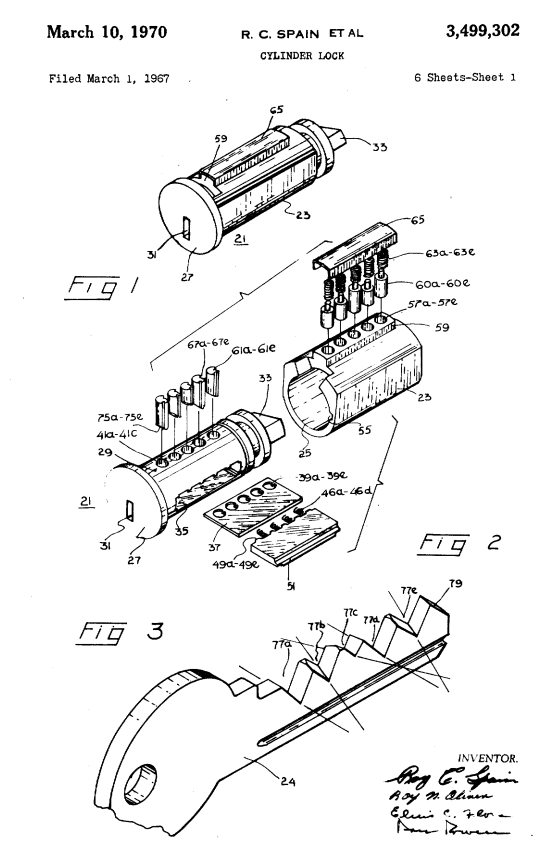 March 10, 1970
R. C. SPAIN ET AL
3,499,302
CYLINDER LOCK
Filed March 1, 1967
6 Sheets-Sheet 1
65
59
33
23
21
31
27
Fig 1
65
63a-63e
60a-60e
57a-57e
59
67a-67e
61a-61e
33
75a-75e
41a-41c
29
23
55
25
21
39a-39e
46a-46d
31
35
27
37
49a-49e
51
Fig 2
Fig 3
77a
77b
77c
77d
77e
79
24
INVENTOR.
Roy C. Spain
Roy N. Oliver
Elvis C.